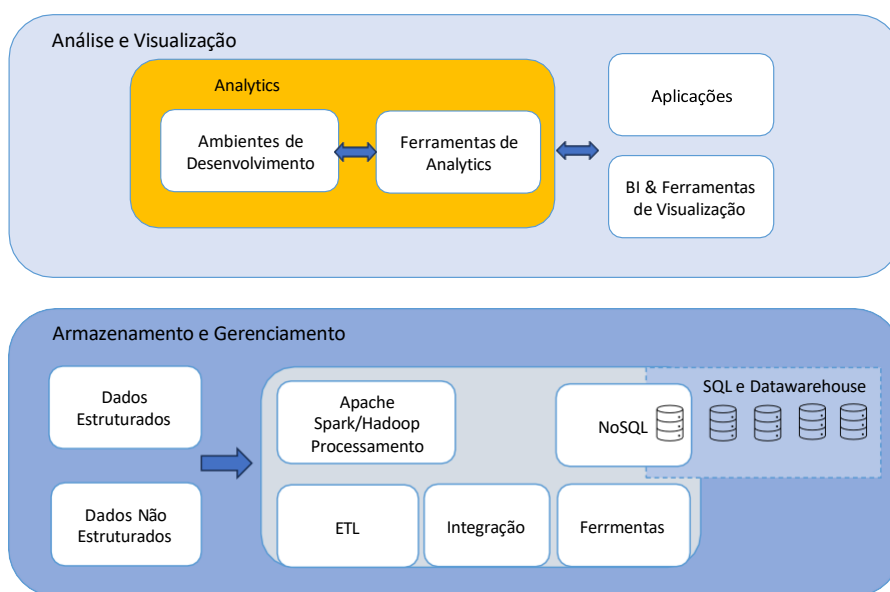 Análise e Visualização
Analytics
Ambientes de
Desenvolvimento
Ferramentas de
Analytics
Aplicações
BI & Ferramentas
de Visualização
Armazenamento e Gerenciamento
Dados
Estruturados
Dados Não
Estruturados
Apache
Spark/Hadoop
Processamento
NoSQL
SQL e Datawarehouse
ETL
Integração
Ferrmentas